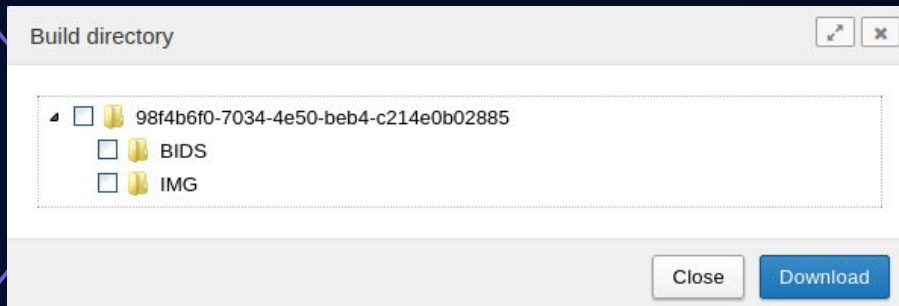 Build directory
98f4b6f0-7034-4e50-beb4-c214e0b02885
BIDS
IMG
Close
Download